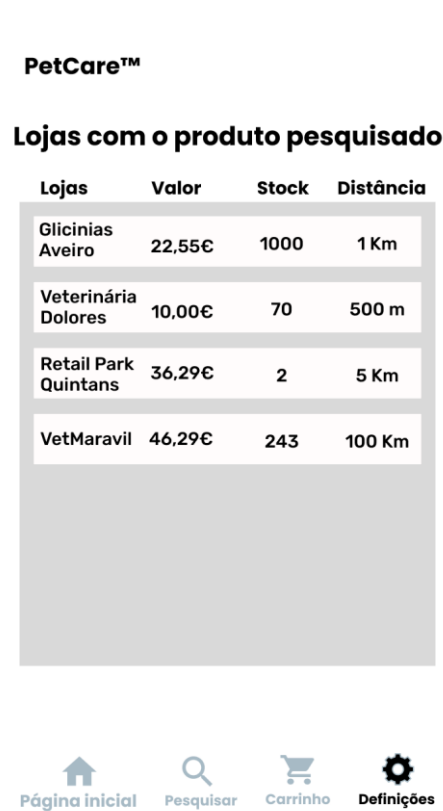 PetCare™
Lojas com o produto pesquisado
Lojas Valor Stock Distância
Glicinias
Aveiro 22,55€ 1000 1 Km
Veterinária
Dolores 10,00€ 70 500 m
Retail Park
Quintans 36,29€ 2 5 Km
VetMaravil 46,29€ 243 100 Km
Página inicial Pesquisar Carrinho Definições